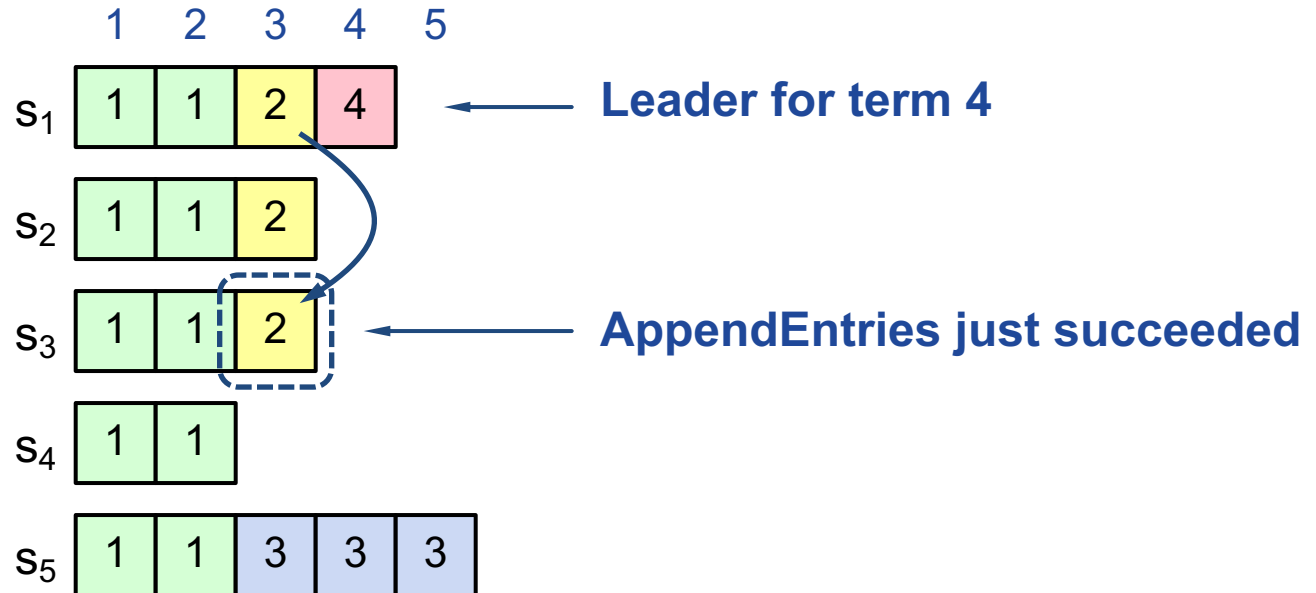 1 2 3 4 5
s1 1 1 2 4 Leader for term 4
s2 1 1 2
s3 1 1 2 AppendEntries just succeeded
s4 1 1
s5 1 1 3 3 3